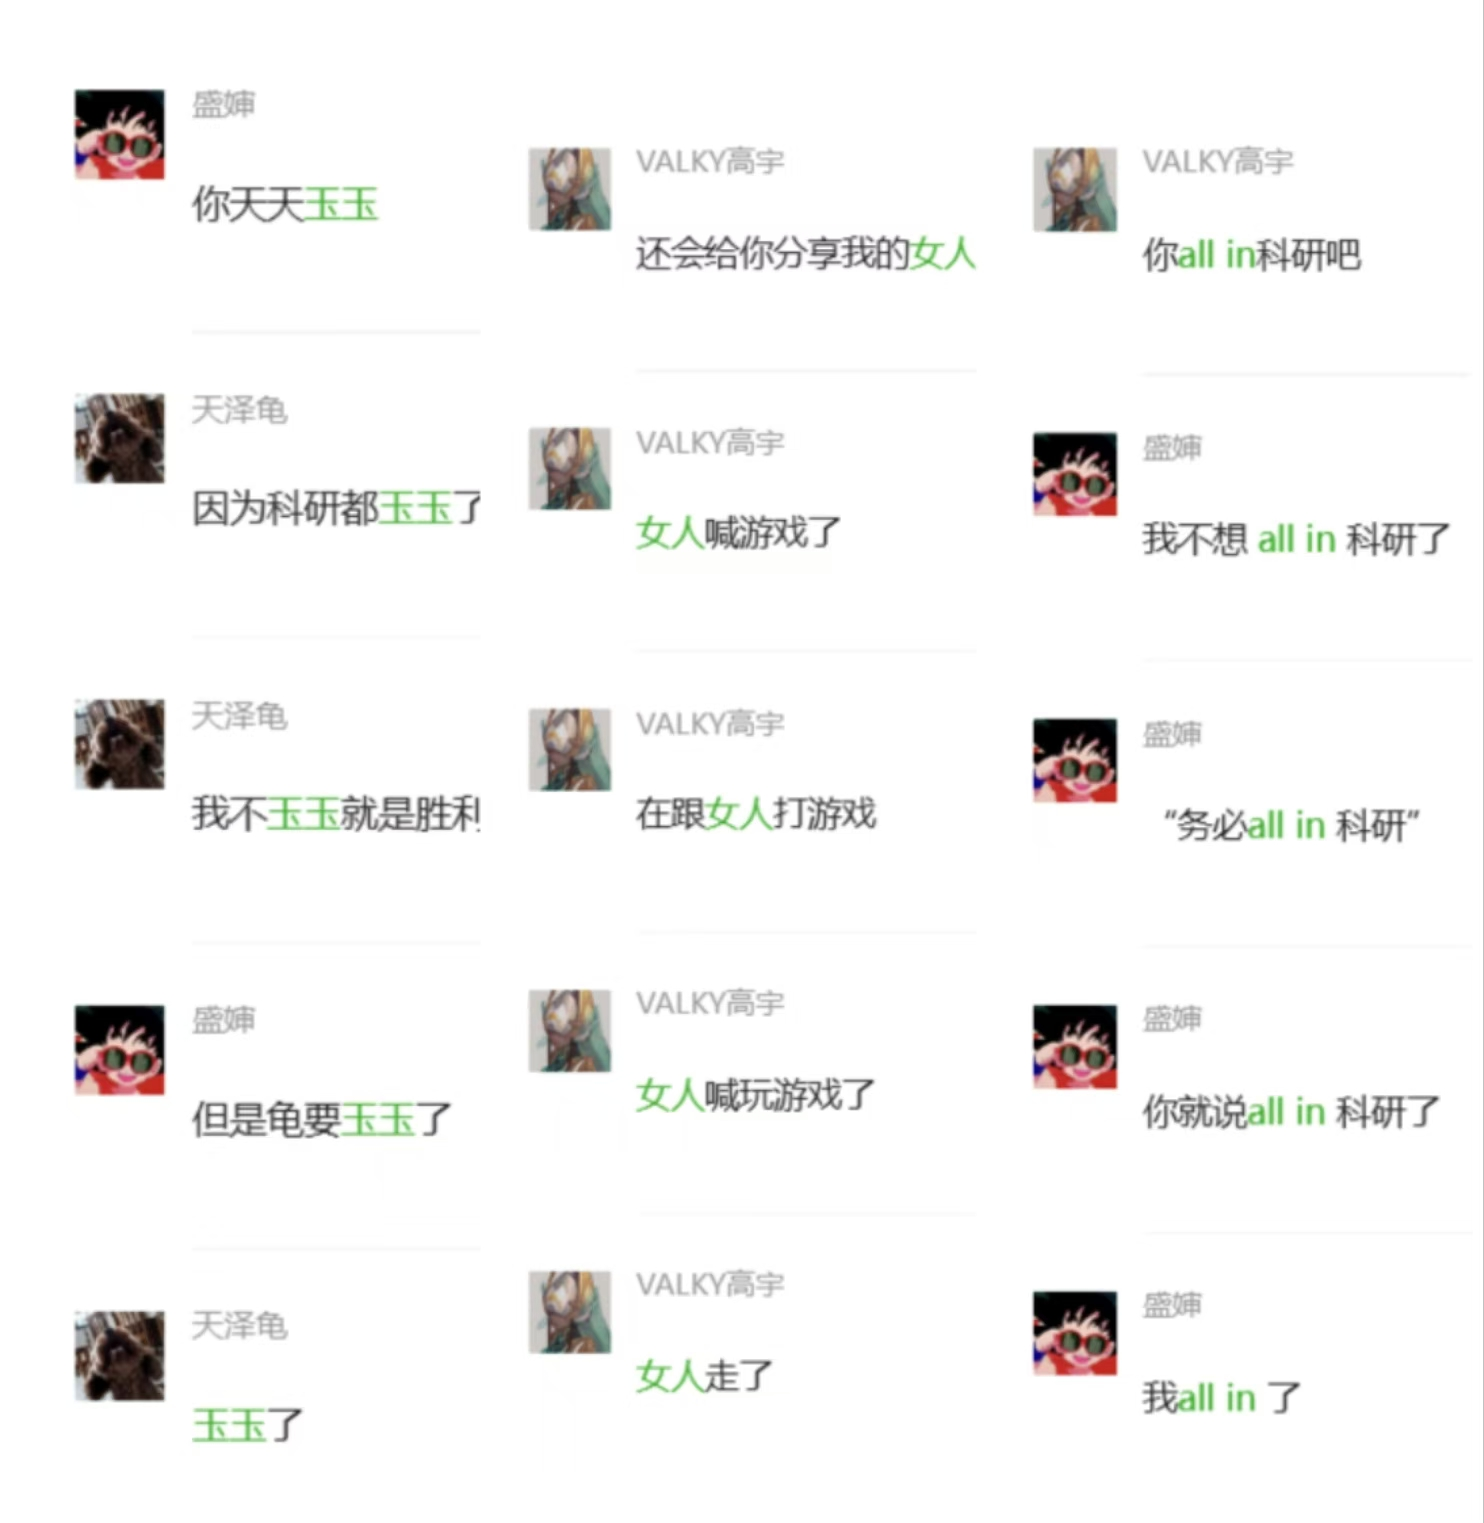 盛婶
你天天玉玉
天泽龟
因为科研都玉玉了
天泽龟
我不玉玉就是胜利
盛婶
但是龟要玉玉了
天泽龟
玉玉了
VALKY高宇
还会给你分享我的女人
VALKY高宇
女人喊游戏了
VALKY高宇
在跟女人打游戏
VALKY高宇
女人喊玩游戏了
VALKY高宇
女人走了
VALKY高宇
你all in科研吧
盛婶
我不想 all in 科研了
盛婶
“务必all in 科研”
盛婶
你就说all in 科研了
盛婶
我all in 了